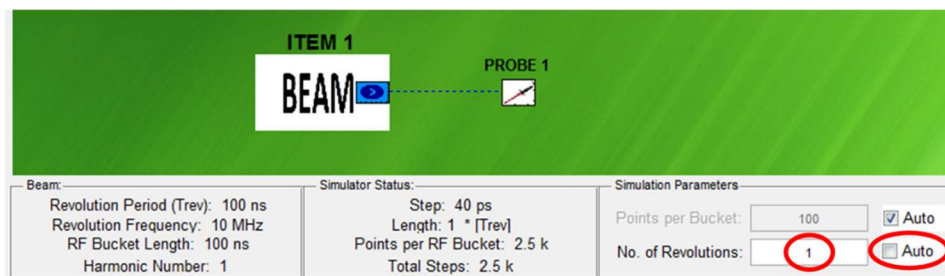 ITEM 1
BEAM
PROBE 1
Beam:
Revolution Period (Trev): 100 ns
Revolution Frequency: 10 MHz
RF Bucket Length: 100 ns
Harmonic Number: 1
Simulator Status:
Step: 40 ps
Length: 1 * [Trev]
Points per RF Bucket: 2.5 k
Total Steps: 2.5 k
Simulation Parameters
Points per Bucket: 100 Auto
No. of Revolutions: 1 Auto